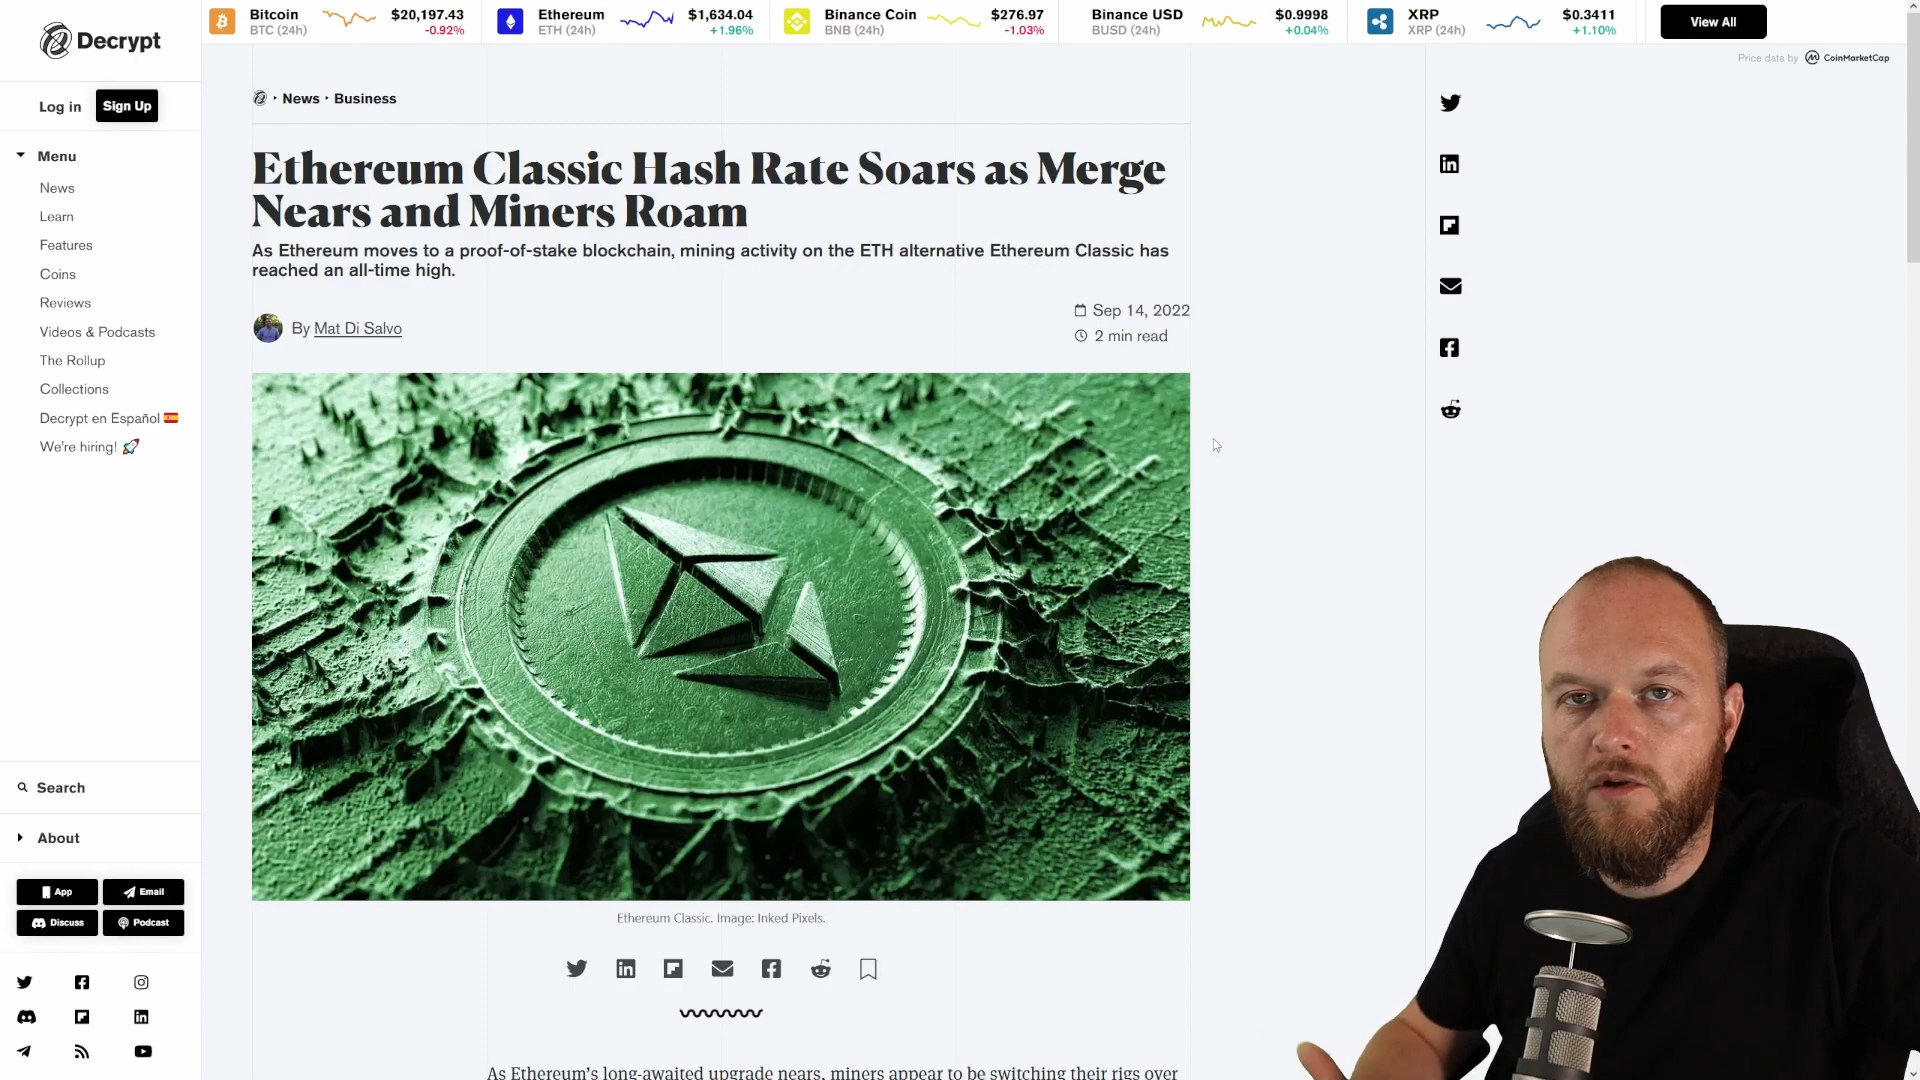 Decrypt
Bitcoin
BTC (24h)
$20,197.43
-0.92%
Ethereum
ETH (24h)
$1,634.04
+1.96%
Binance Coin
BNB (24h)
$276.97
-1.03%
Binance USD
BUSD (24h)
$0.9998
+0.04%
XRP
XRP (24h)
$0.3411
+1.10%
View All
Price data by CoinMarketCap
Log in
Sign Up
Menu
News
Learn
Features
Coins
Reviews
Videos & Podcasts
The Rollup
Collections
Decrypt en Español
We're hiring!
Search
About
App
Email
Discuss
Podcast
News · Business
Ethereum Classic Hash Rate Soars as Merge
Nears and Miners Roam
As Ethereum moves to a proof-of-stake blockchain, mining activity on the ETH alternative Ethereum Classic has
reached an all-time high.
By Mat Di Salvo
Sep 14, 2022
2 min read
Ethereum Classic. Image: Inked Pixels.
As Ethereum's long-awaited upgrade nears, miners appear to be switching their rigs over